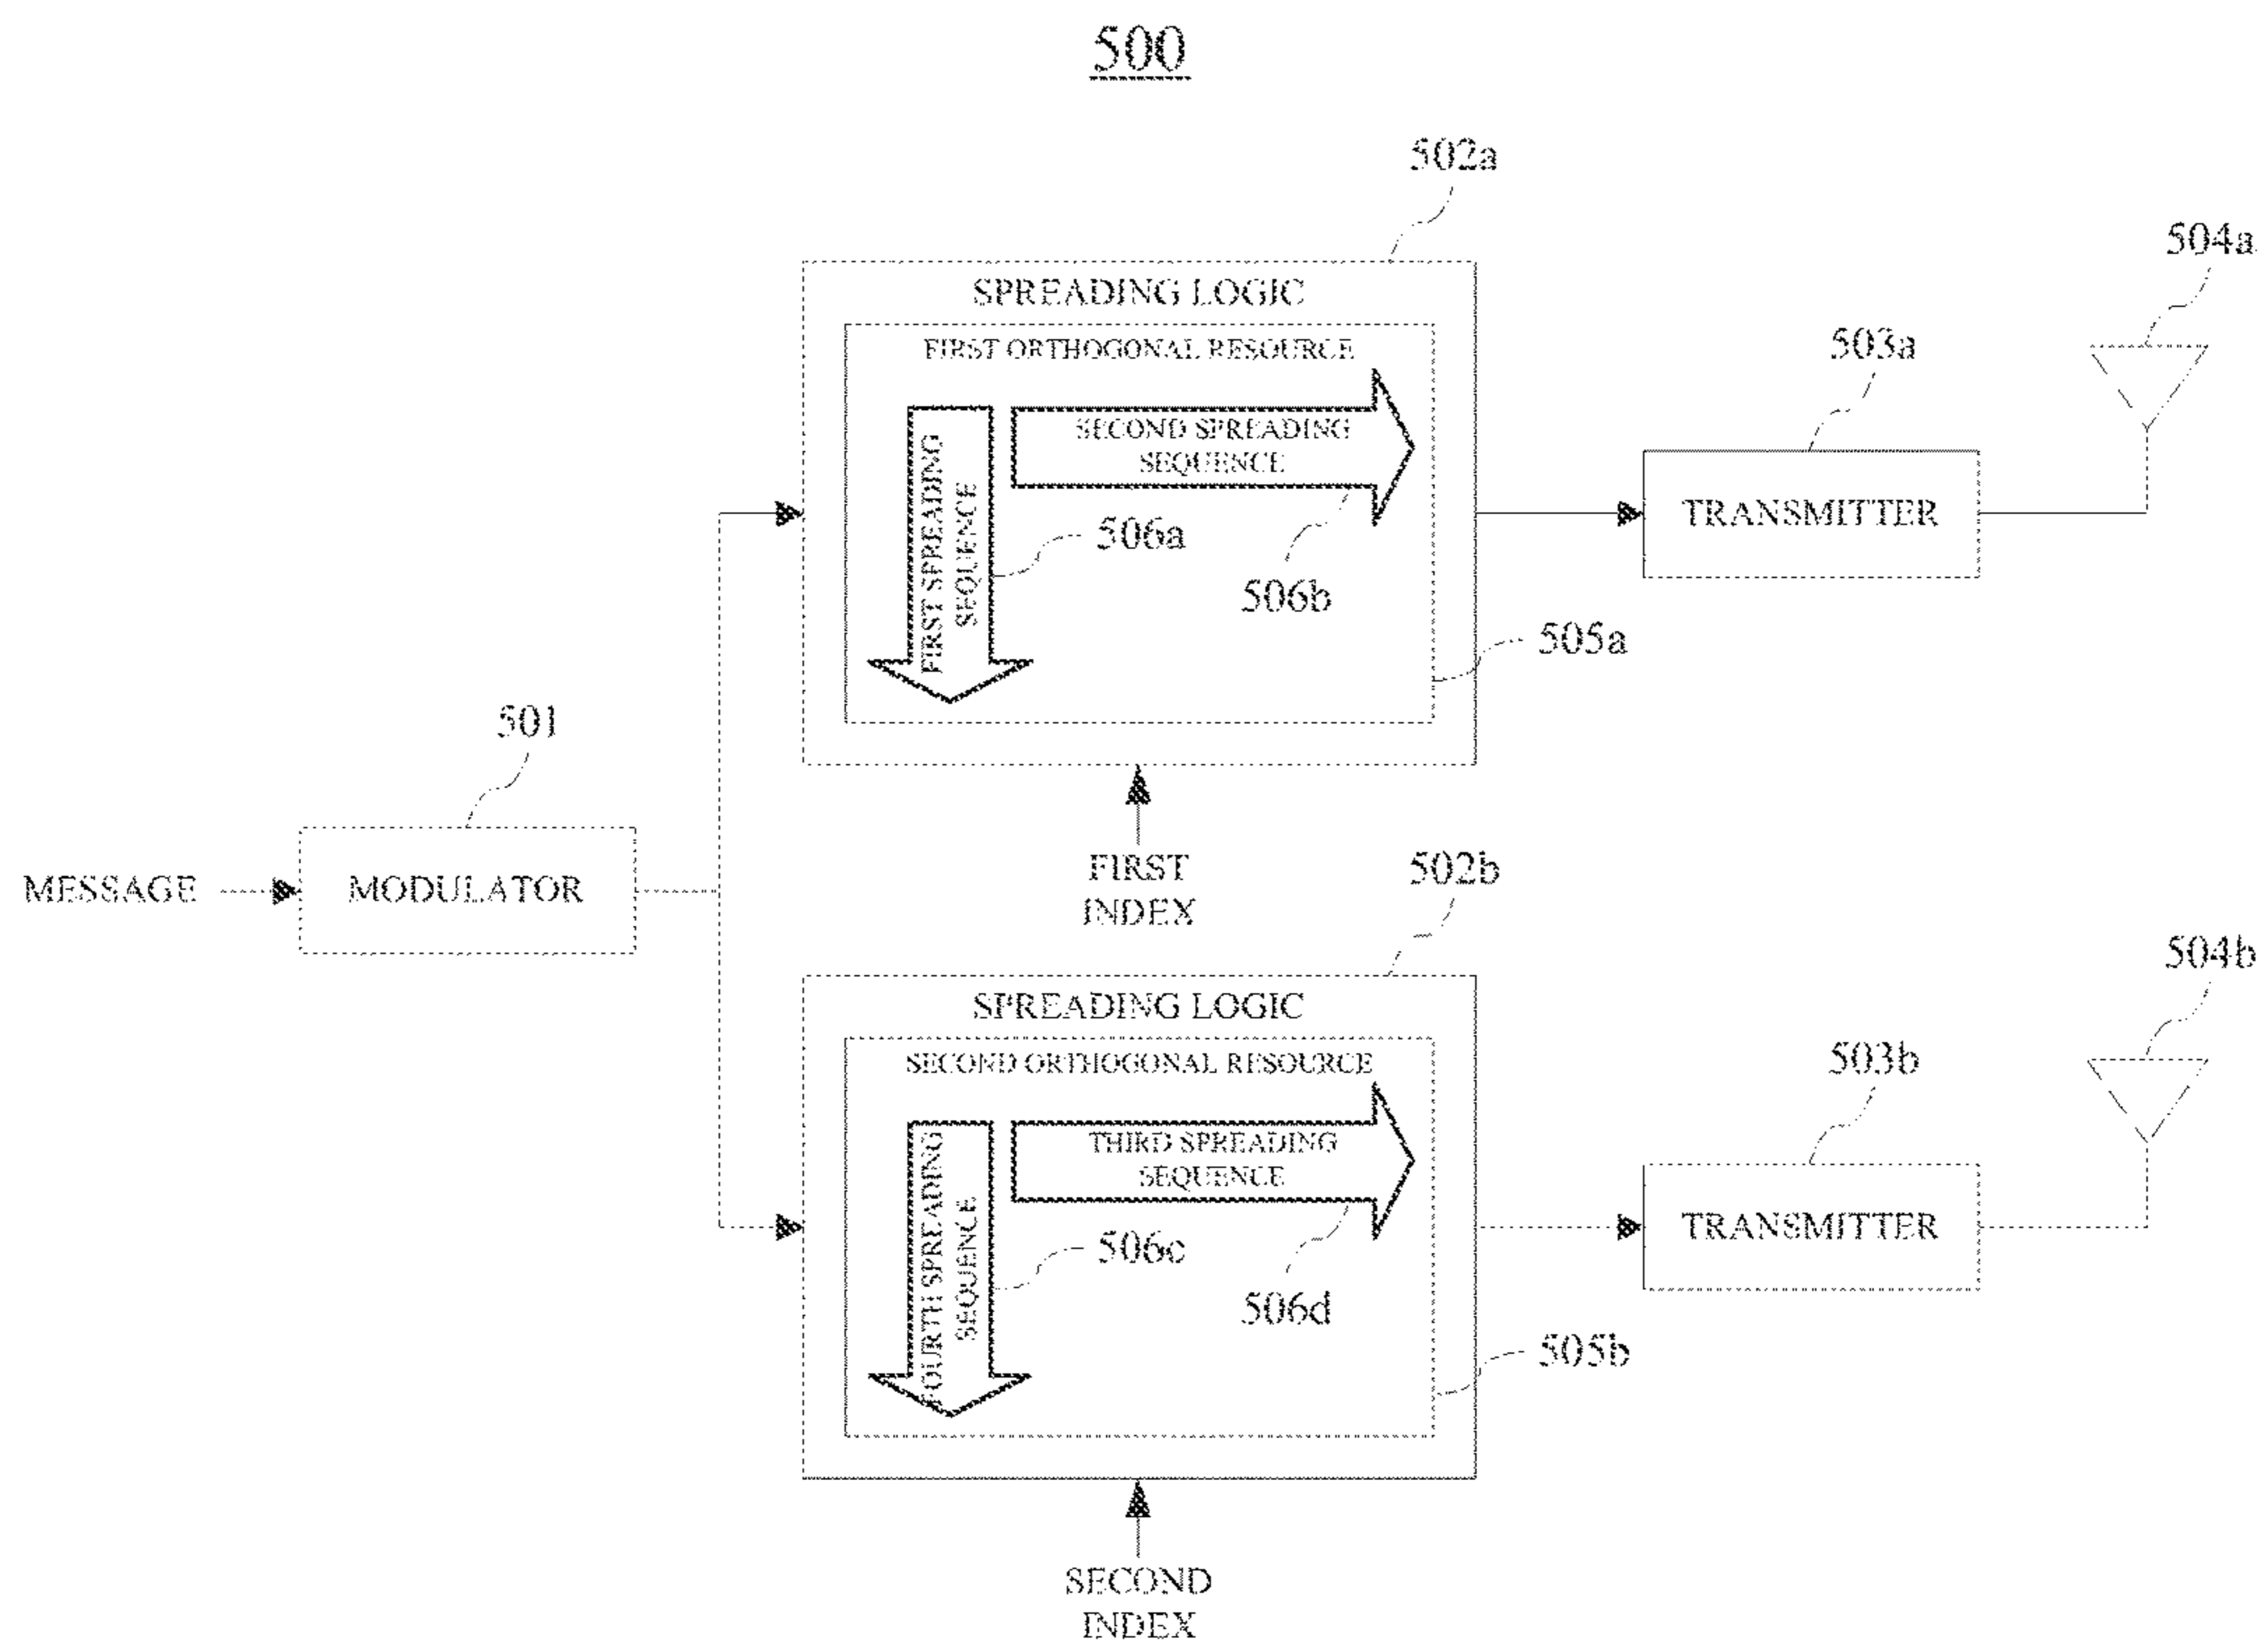 500
502a
504a
SPREADING LOGIC
FIRST ORTHOGONAL RESOURCE
503a
SECOND SPREADING
SEQUENCE
FIRST SPREADING
SEQUENCE
TRANSMITTER
506a
506b
505a
501
FIRST
INDEX
502b
MESSAGE
MODULATOR
504b
SPREADING LOGIC
SECOND ORTHOGONAL RESOURCE
503b
THIRD SPREADING
SEQUENCE
FOURTH SPREADING
SEQUENCE
TRANSMITTER
506c
506d
505b
SECOND
INDEX